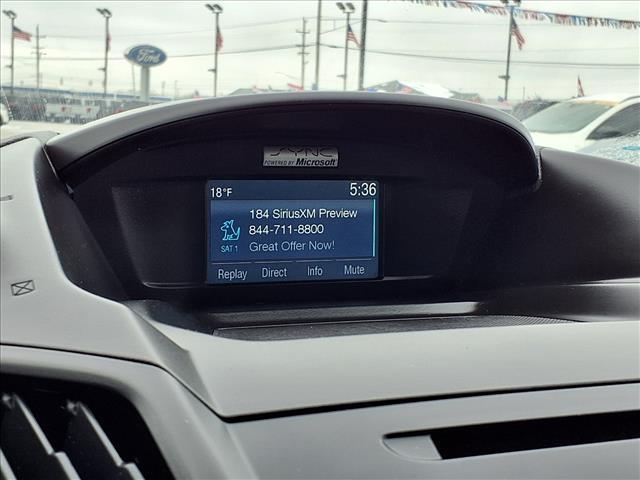 Ford
SYNC
POWERED BY Microsoft
18°F 5:36
184 SiriusXM Preview
844-711-8800
SAT 1 Great Offer Now!
Replay Direct Info Mute